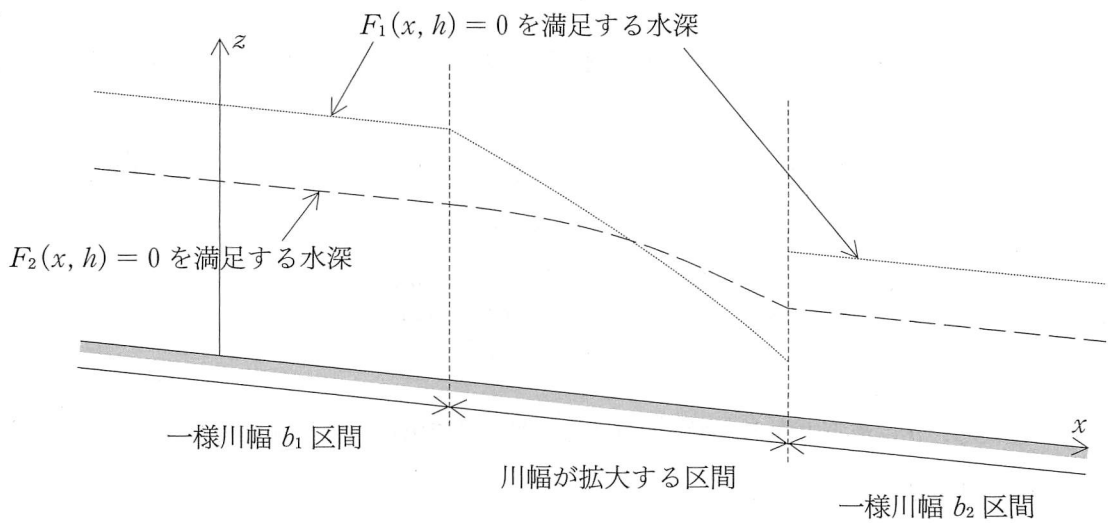 F₁(x, h) = 0 を満足する水深
z
F₂(x, h) = 0 を満足する水深
x
一様川幅 b₁ 区間
川幅が拡大する区間
一様川幅 b₂ 区間